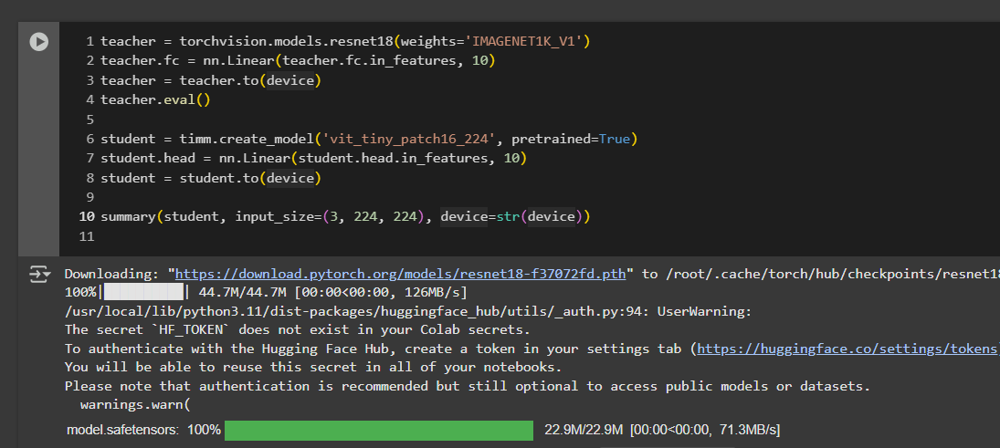 1 teacher = torchvision.models.resnet18(weights='IMAGENET1K_V1')
2 teacher.fc = nn.Linear(teacher.fc.in_features, 10)
3 teacher = teacher.to(device)
4 teacher.eval()
5
6 student = timm.create_model('vit_tiny_patch16_224', pretrained=True)
7 student.head = nn.Linear(student.head.in_features, 10)
8 student = student.to(device)
9
10 summary(student, input_size=(3, 224, 224), device=str(device))
11
Downloading: "https://download.pytorch.org/models/resnet18-f37072fd.pth" to /root/.cache/torch/hub/checkpoints/resnet18
100%|██████████| 44.7M/44.7M [00:00<00:00, 126MB/s]
/usr/local/lib/python3.11/dist-packages/huggingface_hub/utils/_auth.py:94: UserWarning:
The secret `HF_TOKEN` does not exist in your Colab secrets.
To authenticate with the Hugging Face Hub, create a token in your settings tab (https://huggingface.co/settings/tokens)
You will be able to reuse this secret in all of your notebooks.
Please note that authentication is recommended but still optional to access public models or datasets.
warnings.warn(
model.safetensors: 100% 22.9M/22.9M [00:00<00:00, 71.3MB/s]